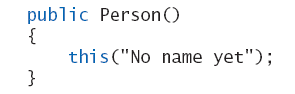 public Person()
{
    this("No name yet");
}